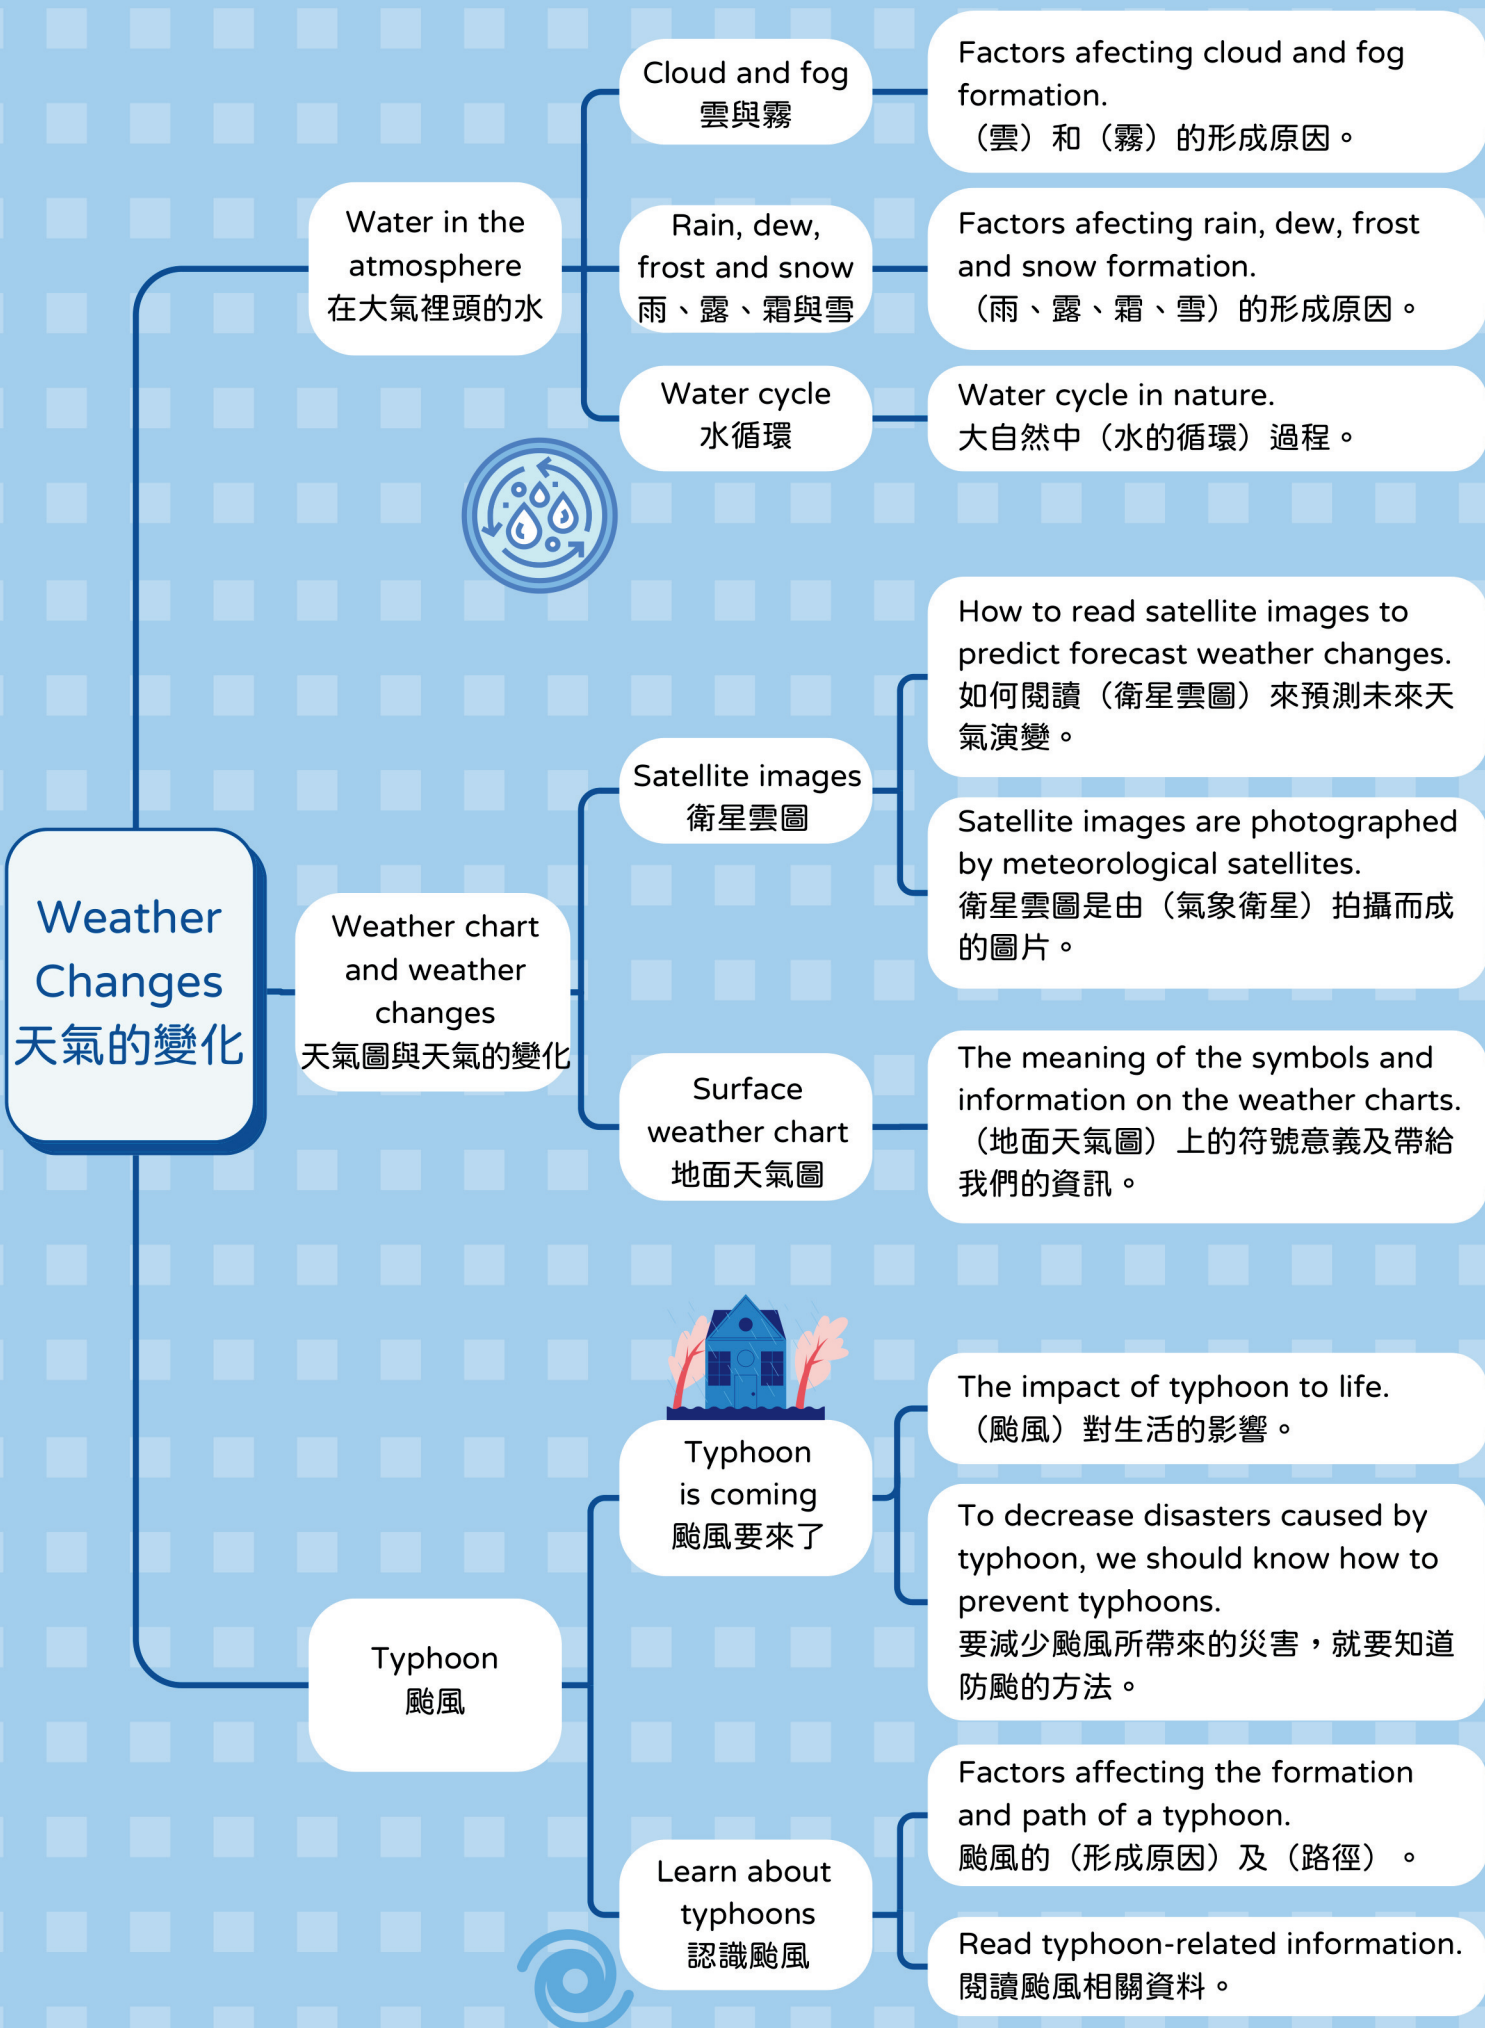 Cloud and fog
雲與霧
Factors afecting cloud and fog
formation.
（雲）和（霧）的形成原因。
Water in the
atmosphere
在大氣裡頭的水
Rain, dew,
frost and snow
雨、露、霜與雪
Factors afecting rain, dew, frost
and snow formation.
（雨、露、霜、雪）的形成原因。
Water cycle
水循環
Water cycle in nature.
大自然中（水的循環）過程。
Weather
Changes
天氣的變化
Weather chart
and weather
changes
天氣圖與天氣的變化
Satellite images
衛星雲圖
How to read satellite images to
predict forecast weather changes.
如何閱讀（衛星雲圖）來預測未來天
氣演變。
Satellite images are photographed
by meteorological satellites.
衛星雲圖是由（氣象衛星）拍攝而成
的圖片。
Surface
weather chart
地面天氣圖
The meaning of the symbols and
information on the weather charts.
（地面天氣圖）上的符號意義及帶給
我們的資訊。
Typhoon
颱風
Typhoon
is coming
颱風要來了
The impact of typhoon to life.
（颱風）對生活的影響。
To decrease disasters caused by
typhoon, we should know how to
prevent typhoons.
要減少颱風所帶來的災害，就要知道
防颱的方法。
Learn about
typhoons
認識颱風
Factors affecting the formation
and path of a typhoon.
颱風的（形成原因）及（路徑）。
Read typhoon-related information.
閱讀颱風相關資料。